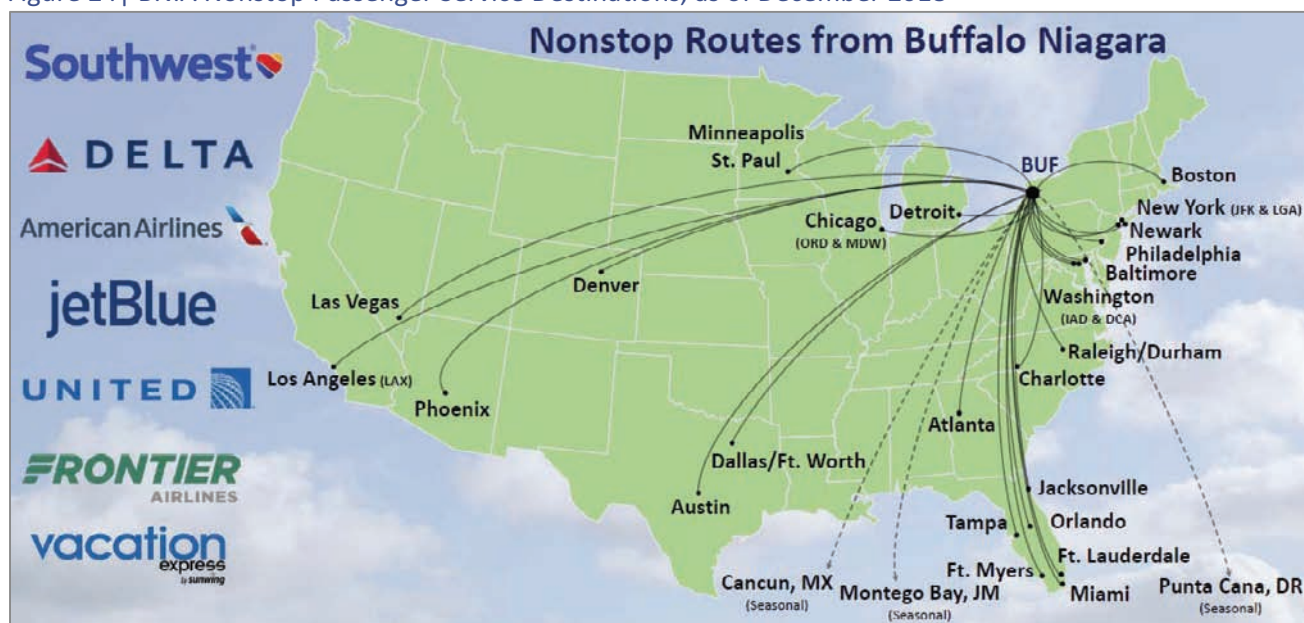 Nonstop Routes from Buffalo Niagara
Southwest
DELTA
American Airlines
jetBlue
UNITED
FRONTIER
AIRLINES
vacation
express
by sunwing
Minneapolis
St. Paul
BUF
Boston
Chicago
(ORD & MDW)
Detroit
New York (JFK & LGA)
Newark
Philadelphia
Baltimore
Washington
(IAD & DCA)
Denver
Las Vegas
Los Angeles (LAX)
Phoenix
Raleigh/Durham
Charlotte
Atlanta
Dallas/Ft. Worth
Austin
Jacksonville
Tampa
Orlando
Ft. Lauderdale
Ft. Myers
Miami
Cancun, MX
(Seasonal)
Montego Bay, JM
(Seasonal)
Punta Cana, DR
(Seasonal)